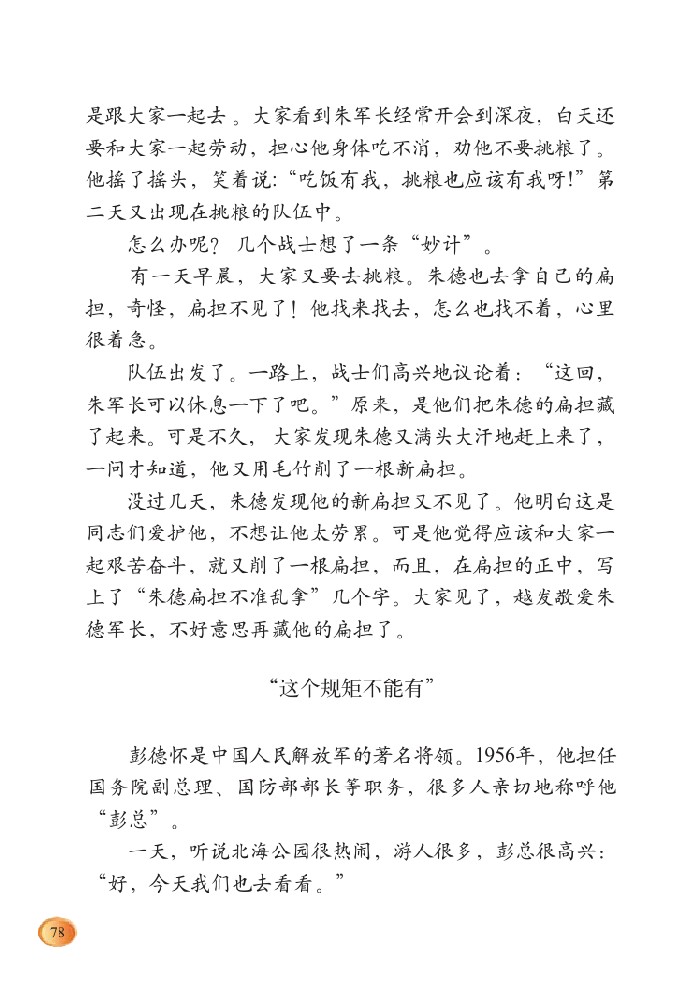 是跟大家一起去。大家看到朱军长经常开会到深夜，白天还
要和大家一起劳动，担心他身体吃不消，劝他不要挑粮了。
他摇了摇头，笑着说：“吃饭有我，挑粮也应该有我呀！”第
二天又出现在挑粮的队伍中。
怎么办呢？ 几个战士想了一条“妙计”。
有一天早晨，大家又要去挑粮。朱德也去拿自己的扁
担，奇怪，扁担不见了！他找来找去，怎么也找不着，心里
很着急。
队伍出发了。一路上，战士们高兴地议论着：“这回，
朱军长可以休息一下了吧。”原来，是他们把朱德的扁担藏
了起来。可是不久，大家发现朱德又满头大汗地赶上来了，
一问才知道，他又用毛竹削了一根新扁担。
没过几天，朱德发现他的新扁担又不见了。他明白这是
同志们爱护他，不想让他太劳累。可是他觉得应该和大家一
起艰苦奋斗，就又削了一根扁担，而且，在扁担的正中，写
上了“朱德扁担不准乱拿”几个字。大家见了，越发敬爱朱
德军长，不好意思再藏他的扁担了。
“这个规矩不能有”
彭德怀是中国人民解放军的著名将领。1956年，他担任
国务院副总理、国防部部长等职务，很多人亲切地称呼他
“彭总”。
一天，听说北海公园很热闹，游人很多，彭总很高兴：
“好，今天我们也去看看。”
78